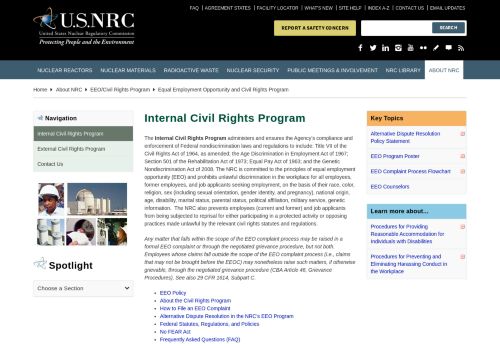 FAQ | AGREEMENT STATES | FACILITY LOCATOR | WHAT'S NEW | SITE HELP | INDEX A-Z | CONTACT US | EMAIL UPDATES
U.S.NRC
United States Nuclear Regulatory Commission
Protecting People and the Environment
REPORT A SAFETY CONCERN
SEARCH
NUCLEAR REACTORS NUCLEAR MATERIALS RADIOACTIVE WASTE NUCLEAR SECURITY PUBLIC MEETINGS & INVOLVEMENT NRC LIBRARY ABOUT NRC
Home > About NRC > EEO/Civil Rights Program > Equal Employment Opportunity and Civil Rights Program
Navigation
Internal Civil Rights Program
External Civil Rights Program
Contact Us
Spotlight
Choose a Section
Internal Civil Rights Program
The Internal Civil Rights Program administers and ensures the Agency's compliance and
enforcement of Federal nondiscrimination laws and regulations to include: Title VII of the
Civil Rights Act of 1964, as amended; the Age Discrimination in Employment Act of 1967;
Section 501 of the Rehabilitation Act of 1973; Equal Pay Act of 1963; and the Genetic
Nondiscrimination Act of 2008. The NRC is committed to the principles of equal employment
opportunity (EEO) and prohibits unlawful discrimination in the workplace for all employees,
former employees, and job applicants seeking employment, on the basis of their race, color,
religion, sex (including sexual orientation, gender identity, and pregnancy), national origin,
age, disability, marital status, parental status, political affiliation, military service, genetic
information. The NRC also prevents employees (current and former) and job applicants
from being subjected to reprisal for either participating in a protected activity or opposing
practices made unlawful by the relevant civil rights statutes and regulations.
Any matter that falls within the scope of the EEO complaint process may be raised in a
formal EEO complaint or through the negotiated grievance procedure, but not both.
Employees whose claims fall outside the scope of the EEO complaint process (i.e., claims
that may not be brought before the EEOC) may nonetheless raise such matters, if otherwise
grievable, through the negotiated grievance procedure (CBA Article 46, Grievance
Procedures). See also 29 CFR 1614, Subpart C.
EEO Policy
About the Civil Rights Program
How to File an EEO Complaint
Alternative Dispute Resolution in the NRC's EEO Program
Federal Statutes, Regulations, and Policies
No FEAR Act
Frequently Asked Questions (FAQ)
Key Topics
Alternative Dispute Resolution
Policy Statement
EEO Program Poster
EEO Complaint Process Flowchart
EEO Counselors
Learn more about...
Procedures for Providing
Reasonable Accommodation for
Individuals with Disabilities
Procedures for Preventing and
Eliminating Harassing Conduct in
the Workplace